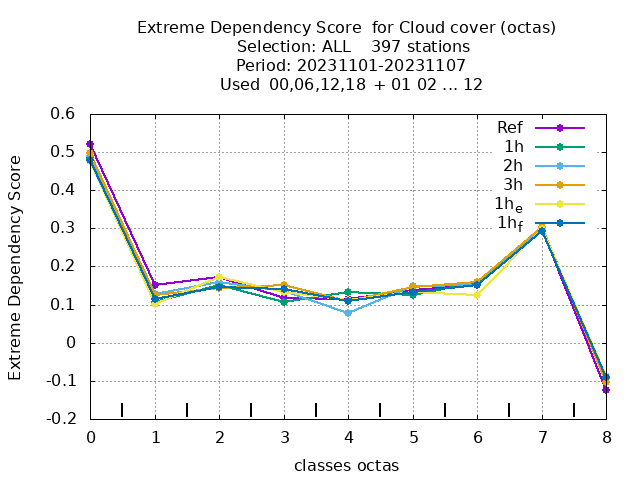 Extreme Dependency Score  for Cloud cover (octas)
Selection: ALL    397 stations
Period: 20231101-20231107
Used  00,06,12,18  + 01 02 ... 12
Extreme Dependency Score
0.6
0.5
0.4
0.3
0.2
0.1
0
-0.1
-0.2
Ref
1h
2h
3h
1he
1hf
0 1 2 3 4 5 6 7 8
classes octas